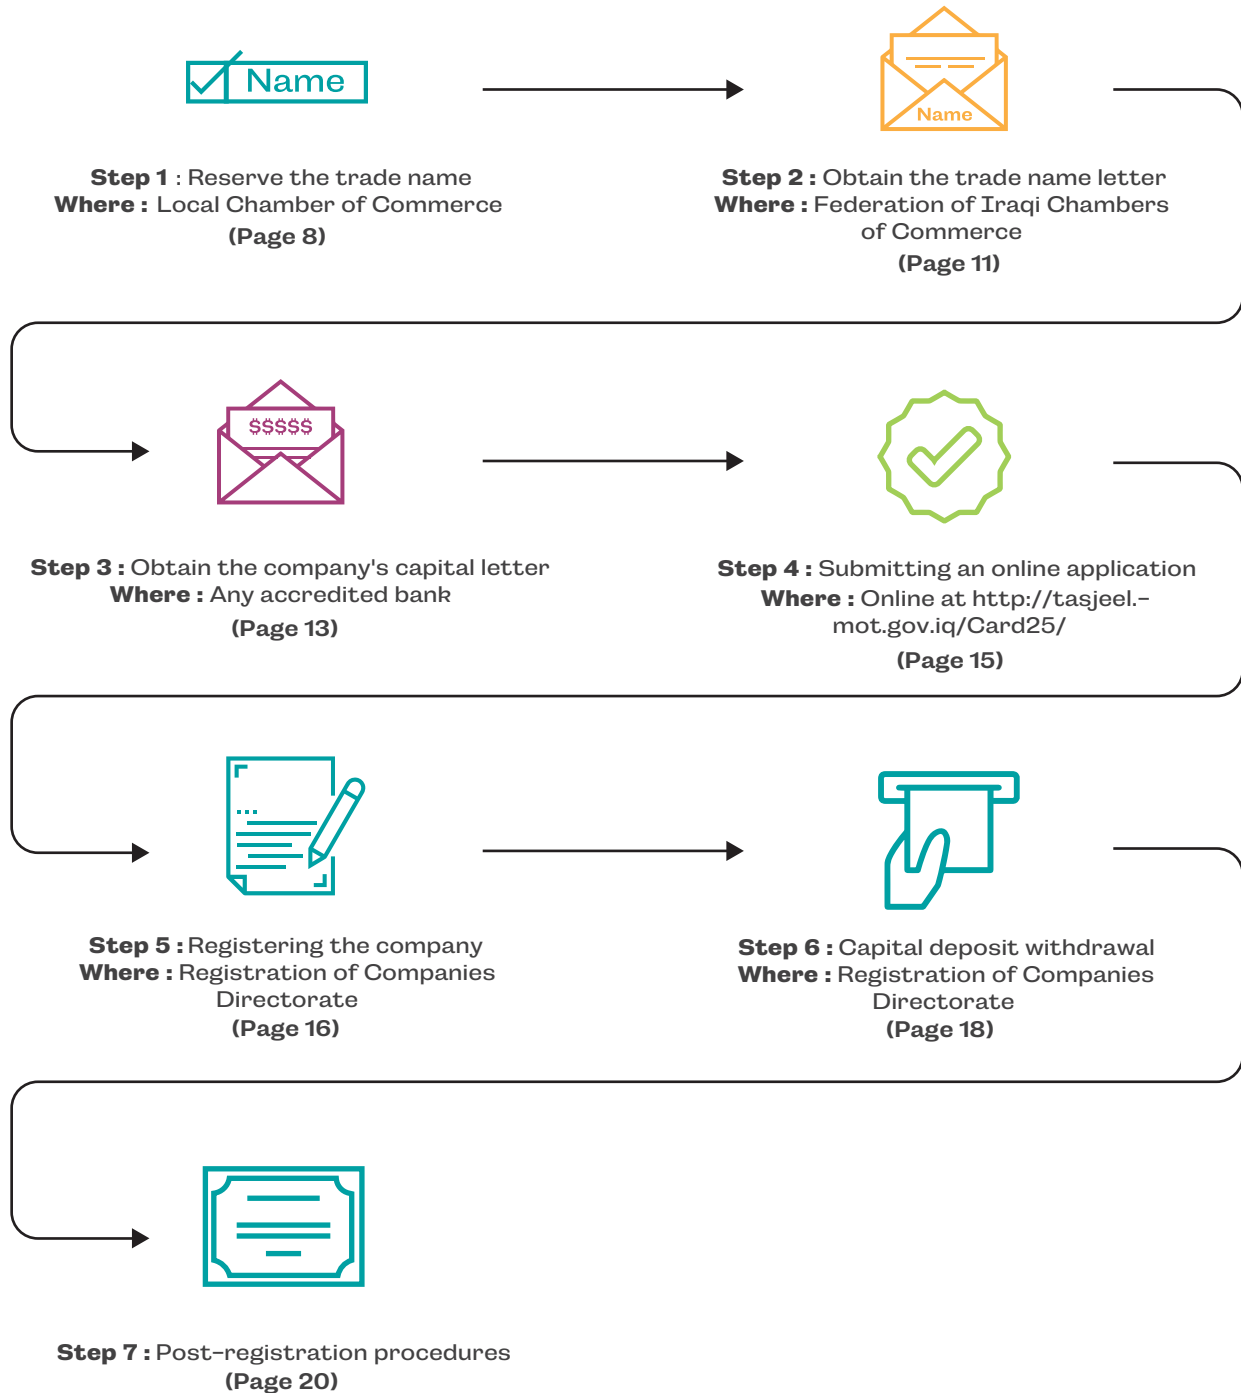 Name
Name
Step 1 : Reserve the trade name
Where : Local Chamber of Commerce
(Page 8)
Step 2 : Obtain the trade name letter
Where : Federation of Iraqi Chambers
of Commerce
(Page 11)
$$$$$
Step 3 : Obtain the company's capital letter
Where : Any accredited bank
(Page 13)
Step 4 : Submitting an online application
Where : Online at http://tasjeel.-
mot.gov.iq/Card25/
(Page 15)
Step 5 : Registering the company
Where : Registration of Companies
Directorate
(Page 16)
Step 6 : Capital deposit withdrawal
Where : Registration of Companies
Directorate
(Page 18)
Step 7 : Post-registration procedures
(Page 20)